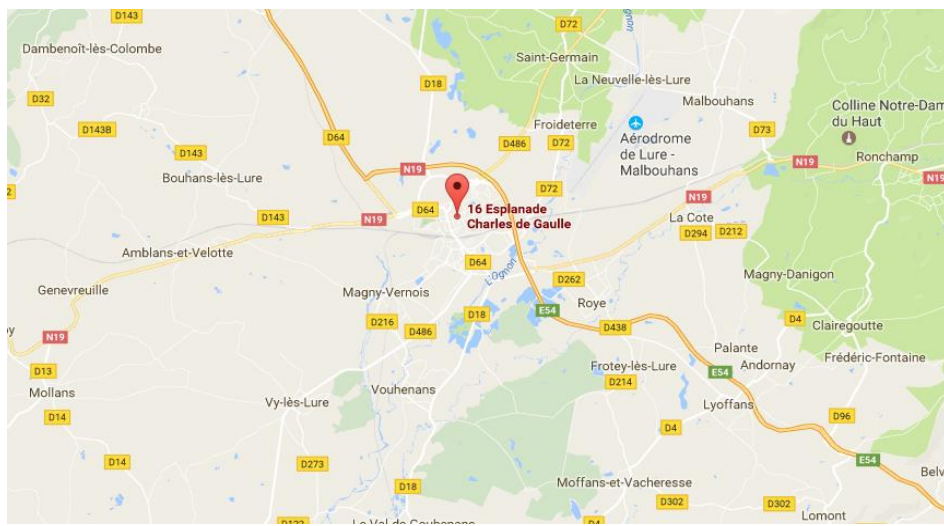 D143
D72
Dambenoît-lès-Colombe
Saint-Germain
D18
La Neuvelle-lès-Lure
D32
Malbouhans
Colline Notre-Dam
du Haut
D143B
D64
Froideterre
D73
D486
D72
Aérodrome
de Lure -
Malbouhans
D143
N19
N19
Ronchamp
Bouhans-lès-Lure
N19
D72
N19
D64
16 Esplanade
Charles de Gaulle
D143
N19
La Cote
D294
D212
Amblans-et-Velotte
D64
L'Ognon
D262
Magny-Danigon
Genevreuille
Magny-Vernois
Roye
E54
D18
D4
D216
D486
D438
Clairegoutte
N19
Palante
Frotey-lès-Lure
Andornay
Frédéric-Fontaine
D13
E54
D214
Mollans
Vouhenans
Vy-lès-Lure
Lyoffans
D14
D96
D4
D14
D273
E54
Belv
D18
Moffans-et-Vacheresse
D302
D302
Lomont
D4